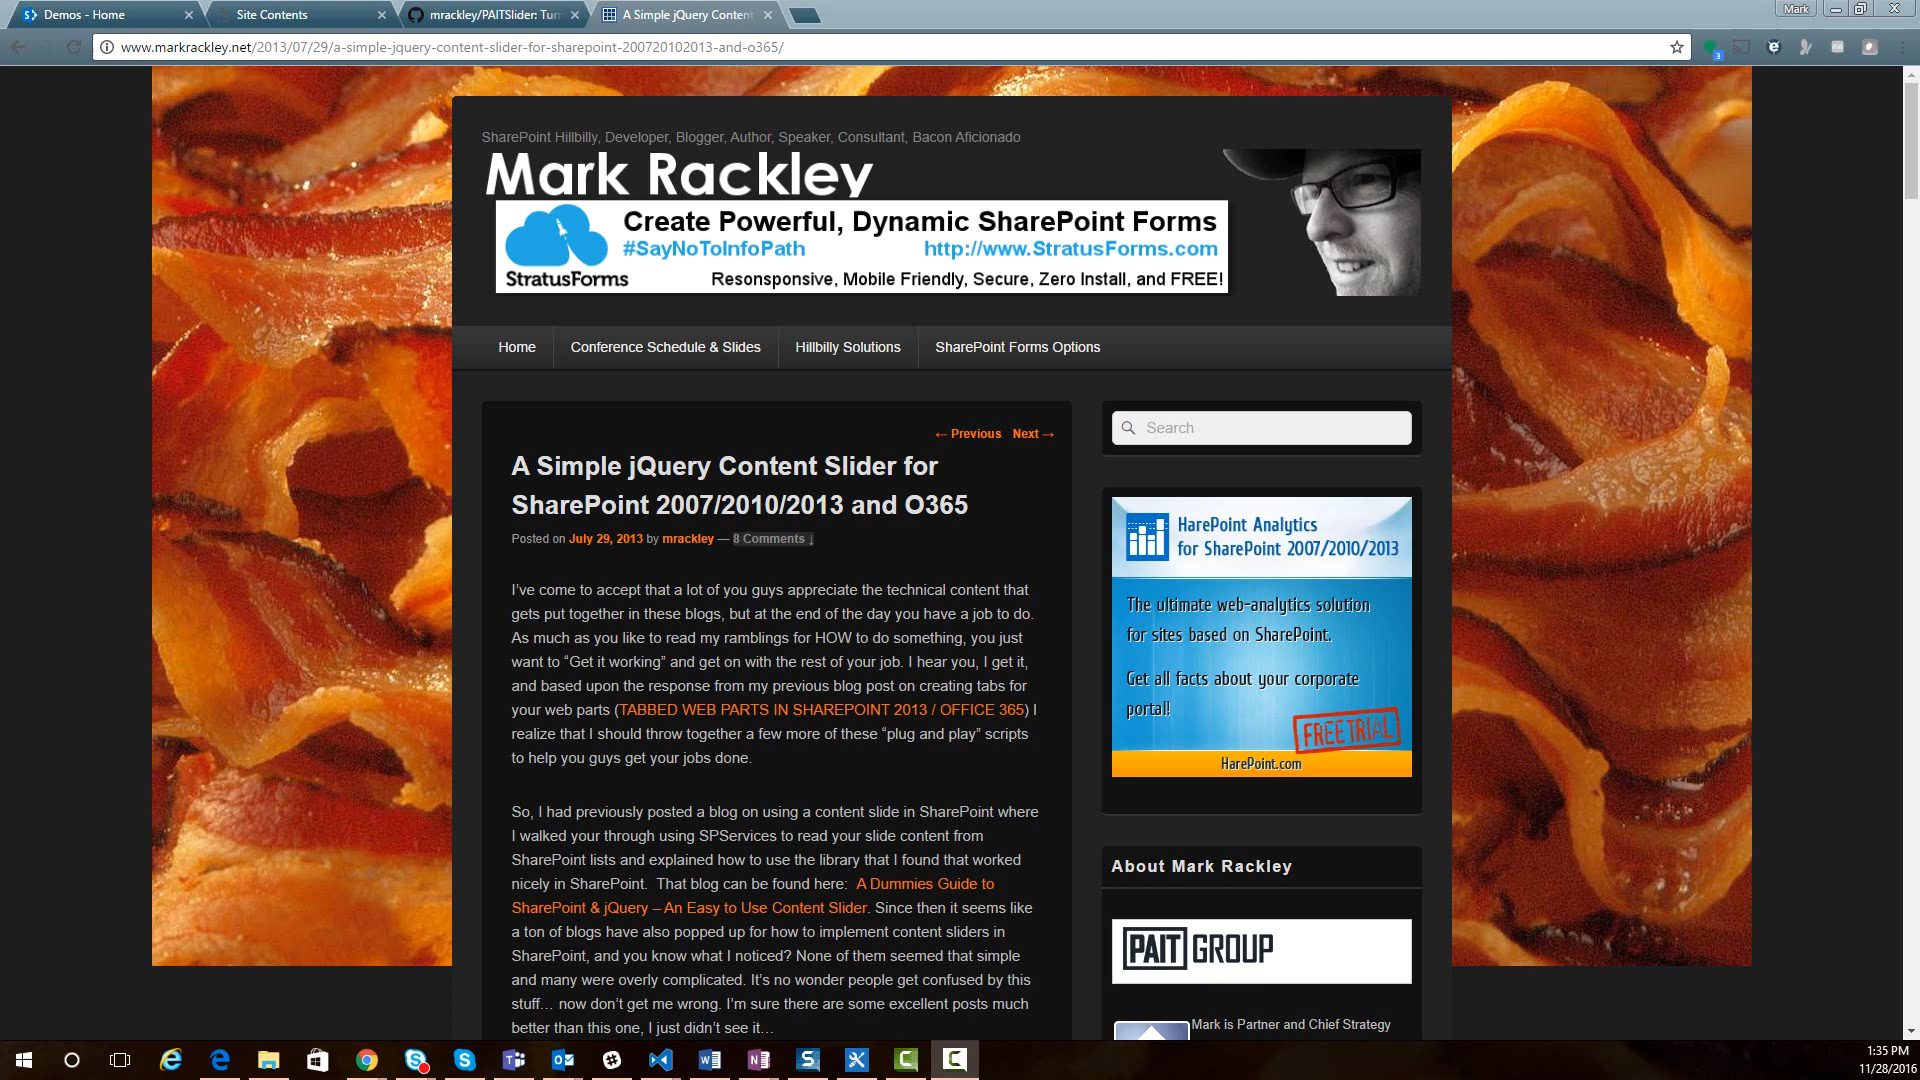 Demos - Home
Site Contents
mrackley/PAITSlider: Turn
A Simple jQuery Content
Mark
www.markrackley.net/2013/07/29/a-simple-jquery-content-slider-for-sharepoint-200720102013-and-o365/
3
SharePoint Hillbilly, Developer, Blogger, Author, Speaker, Consultant, Bacon Aficionado
Mark Rackley
Create Powerful, Dynamic SharePoint Forms
#SayNoToInfoPath
http://www.StratusForms.com
StratusForms
Resonsponsive, Mobile Friendly, Secure, Zero Install, and FREE!
Home
Conference Schedule & Slides
Hillbilly Solutions
SharePoint Forms Options
← Previous
Next →
A Simple jQuery Content Slider for
SharePoint 2007/2010/2013 and O365
Posted on July 29, 2013 by mrackley — 8 Comments ↓
I’ve come to accept that a lot of you guys appreciate the technical content that
gets put together in these blogs, but at the end of the day you have a job to do.
As much as you like to read my ramblings for HOW to do something, you just
want to “Get it working” and get on with the rest of your job. I hear you, I get it,
and based upon the response from my previous blog post on creating tabs for
your web parts (TABBED WEB PARTS IN SHAREPOINT 2013 / OFFICE 365) I
realize that I should throw together a few more of these “plug and play” scripts
to help you guys get your jobs done.
So, I had previously posted a blog on using a content slide in SharePoint where
I walked your through using SPServices to read your slide content from
SharePoint lists and explained how to use the library that I found that worked
nicely in SharePoint.  That blog can be found here:  A Dummies Guide to
SharePoint & jQuery – An Easy to Use Content Slider. Since then it seems like
a ton of blogs have also popped up for how to implement content sliders in
SharePoint, and you know what I noticed? None of them seemed that simple
and many were overly complicated. It’s no wonder people get confused by this
stuff… now don’t get me wrong. I’m sure there are some excellent posts much
better than this one, I just didn’t see it…
Search
HarePoint Analytics
for SharePoint 2007/2010/2013
The ultimate web-analytics solution
for sites based on SharePoint.
Get all facts about your corporate
portal!
FREE TRIAL
HarePoint.com
About Mark Rackley
PAIT GROUP
Mark is Partner and Chief Strategy
1:35 PM
11/28/2016